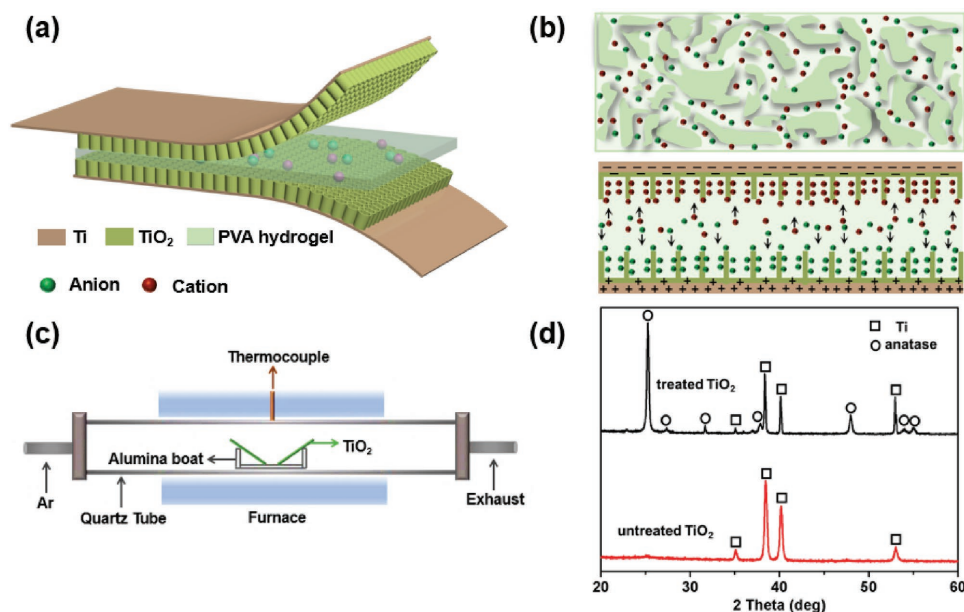 (a)
Ti
TiO₂
PVA hydrogel
Anion
Cation
(b)
(c)
Thermocouple
TiO₂
Alumina boat
Ar
Quartz Tube
Furnace
Exhaust
(d)
Ti
anatase
treated TiO₂
untreated TiO₂
20 30 40 50 60
2 Theta (deg)